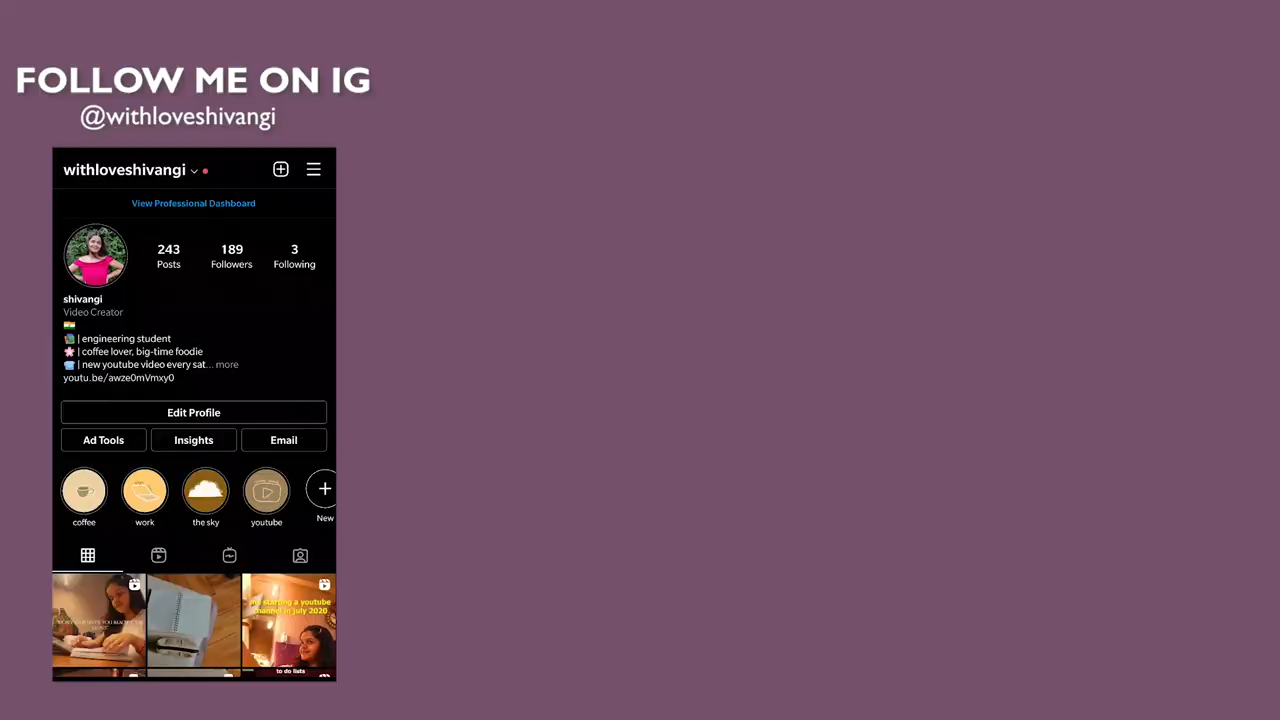 FOLLOW ME ON IG
@withloveshivangi
withloveshivangi
View Professional Dashboard
243
Posts
189
Followers
3
Following
shivangi
Video Creator
| engineering student
| coffee lover, big-time foodie
| new youtube video every sat... more
youtu.be/awze0mVmxy0
Edit Profile
Ad Tools
Insights
Email
coffee
work
the sky
youtube
New
starting a youtube
channel in july 2020
to do lists